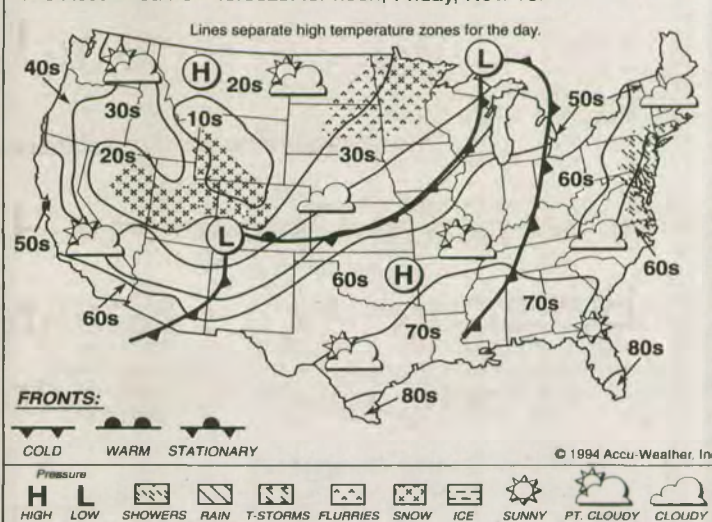 Lines separate high temperature zones for the day.
40s
L
H
20s
50s
30s
10s
20s
30s
60s
L
50s
60s
H
60s
60s
70s
70s
80s
80s
FRONTS:
COLD WARM STATIONARY
© 1994 Accu-Weather, Inc
Pressure
H L
HIGH LOW SHOWERS RAIN T-STORMS FLURRIES SNOW ICE SUNNY PT. CLOUDY CLOUDY